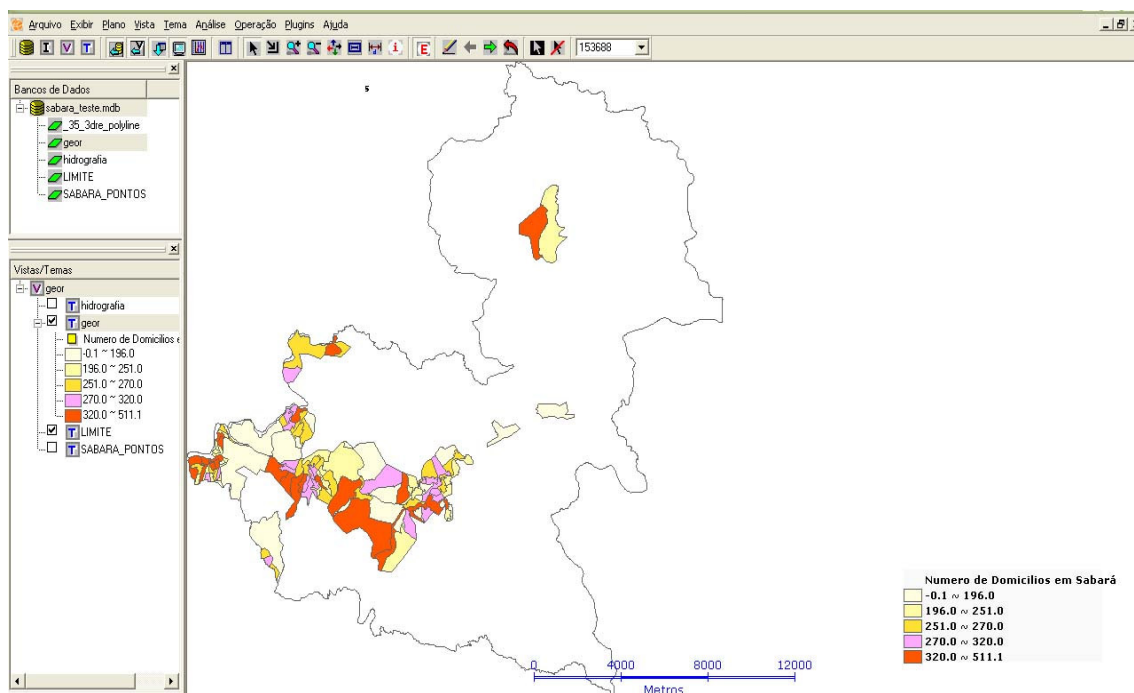 Arquivo Exibir Plano Vista Tema Análise Operação Plugins Ajuda
I V T i E 153688
Bancos de Dados
sabara_teste.mdb
_35_3dre_polyline
geor
hidrografia
LIMITE
SABARA_PONTOS
Vistas/Temas
V geor
T hidrografia
T geor
Numero de Domicilios e
-0.1 ~ 196.0
196.0 ~ 251.0
251.0 ~ 270.0
270.0 ~ 320.0
320.0 ~ 511.1
T LIMITE
T SABARA_PONTOS
s
Numero de Domicilios em Sabará
-0.1 ~ 196.0
196.0 ~ 251.0
251.0 ~ 270.0
270.0 ~ 320.0
320.0 ~ 511.1
0 4000 8000 12000
Metros